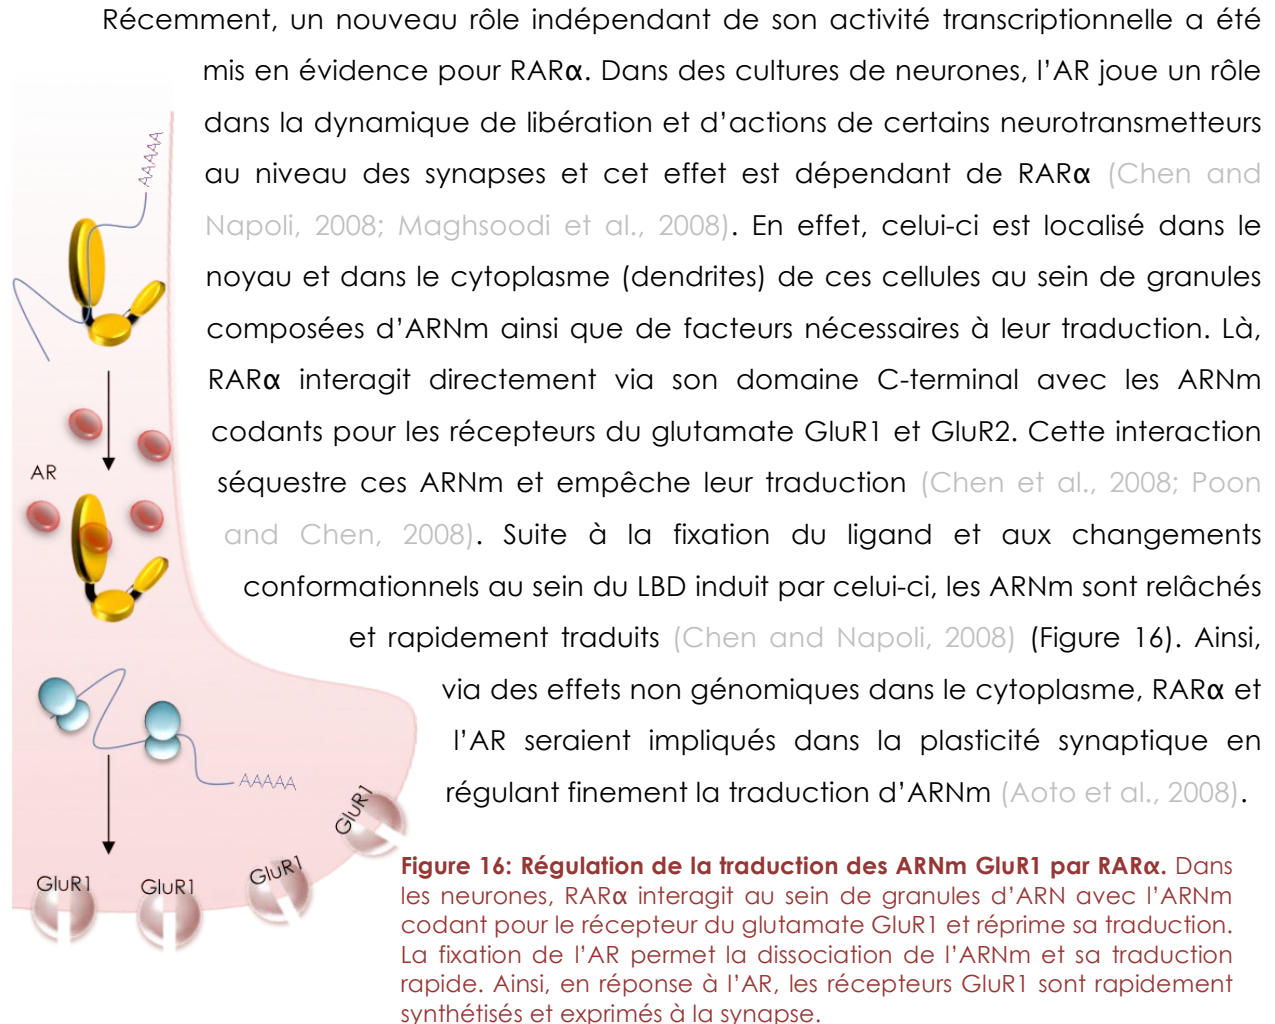 Récemment, un nouveau rôle indépendant de son activité transcriptionnelle a été
mis en évidence pour RARα. Dans des cultures de neurones, l’AR joue un rôle
dans la dynamique de libération et d’actions de certains neurotransmetteurs
au niveau des synapses et cet effet est dépendant de RARα (Chen and
Napoli, 2008; Maghsoodi et al., 2008). En effet, celui-ci est localisé dans le
noyau et dans le cytoplasme (dendrites) de ces cellules au sein de granules
composées d’ARNm ainsi que de facteurs nécessaires à leur traduction. Là,
RARα interagit directement via son domaine C-terminal avec les ARNm
codants pour les récepteurs du glutamate GluR1 et GluR2. Cette interaction
séquestre ces ARNm et empêche leur traduction (Chen et al., 2008; Poon
and Chen, 2008). Suite à la fixation du ligand et aux changements
conformationnels au sein du LBD induit par celui-ci, les ARNm sont relâchés
et rapidement traduits (Chen and Napoli, 2008) (Figure 16). Ainsi,
via des effets non génomiques dans le cytoplasme, RARα et
l’AR seraient impliqués dans la plasticité synaptique en
régulant finement la traduction d’ARNm (Aoto et al., 2008).
AAAAA
AR
AAAAA
GluR1
GluR1
GluR1
GluR1
Figure 16: Régulation de la traduction des ARNm GluR1 par RARα. Dans
les neurones, RARα interagit au sein de granules d’ARN avec l’ARNm
codant pour le récepteur du glutamate GluR1 et réprime sa traduction.
La fixation de l’AR permet la dissociation de l’ARNm et sa traduction
rapide. Ainsi, en réponse à l’AR, les récepteurs GluR1 sont rapidement
synthétisés et exprimés à la synapse.